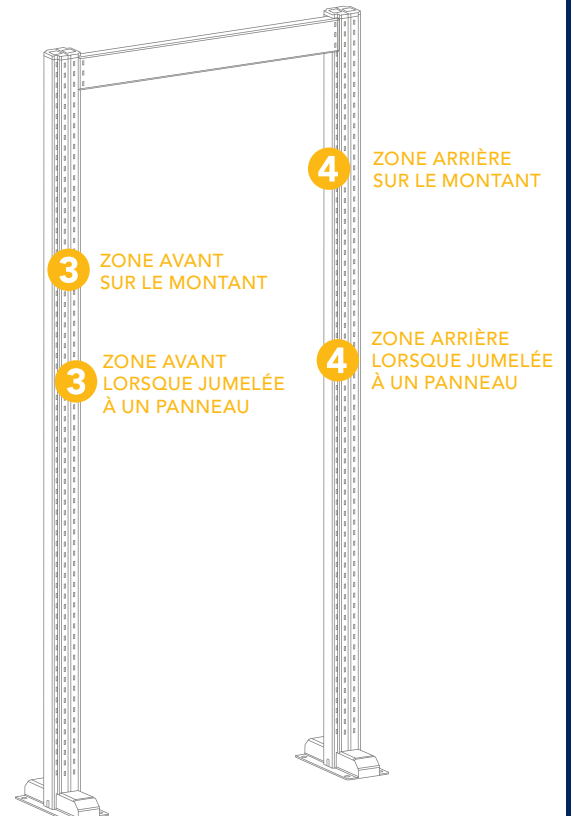 4
ZONE ARRIÈRE
SUR LE MONTANT
3
ZONE AVANT
SUR LE MONTANT
4
ZONE ARRIÈRE
LORSQUE JUMELÉE
À UN PANNEAU
3
ZONE AVANT
LORSQUE JUMELÉE
À UN PANNEAU